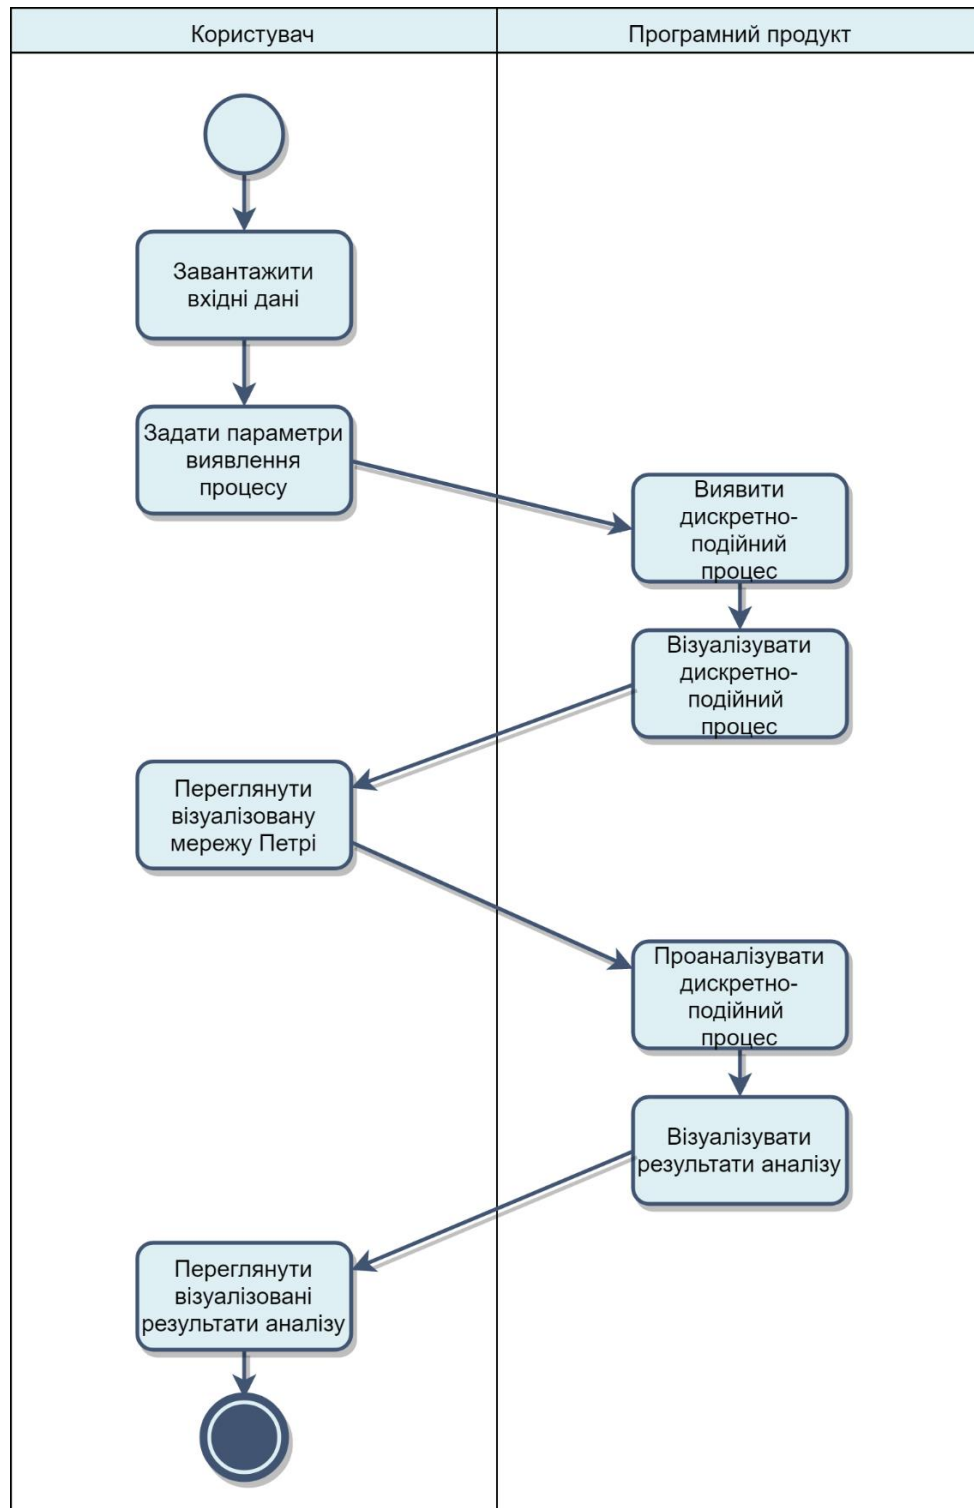 Користувач
Програмний продукт
Завантажити
вхідні дані
Задати параметри
виявлення
процесу
Виявити
дискретно-
подійний
процес
Візуалізувати
дискретно-
подійний
процес
Переглянути
візуалізовану
мережу Петрі
Проаналізувати
дискретно-
подійний
процес
Візуалізувати
результати аналізу
Переглянути
візуалізовані
результати аналізу